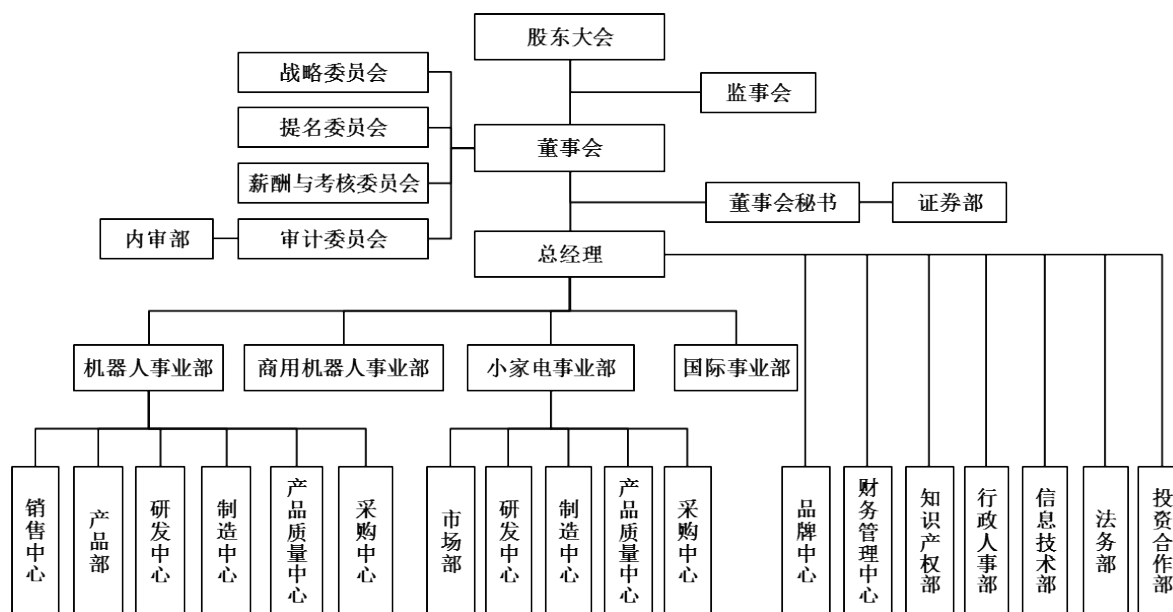 股东大会
战略委员会
监事会
提名委员会
董事会
薪酬与考核委员会
董事会秘书
证券部
内审部
审计委员会
总经理
机器人事业部
商用机器人事业部
小家电事业部
国际事业部
销售中心
产品部
研发中心
制造中心
产品质量中心
采购中心
市场部
研发中心
制造中心
产品质量中心
采购中心
品牌中心
财务管理中心
知识产权部
行政人事部
信息技术部
法务部
投资合作部